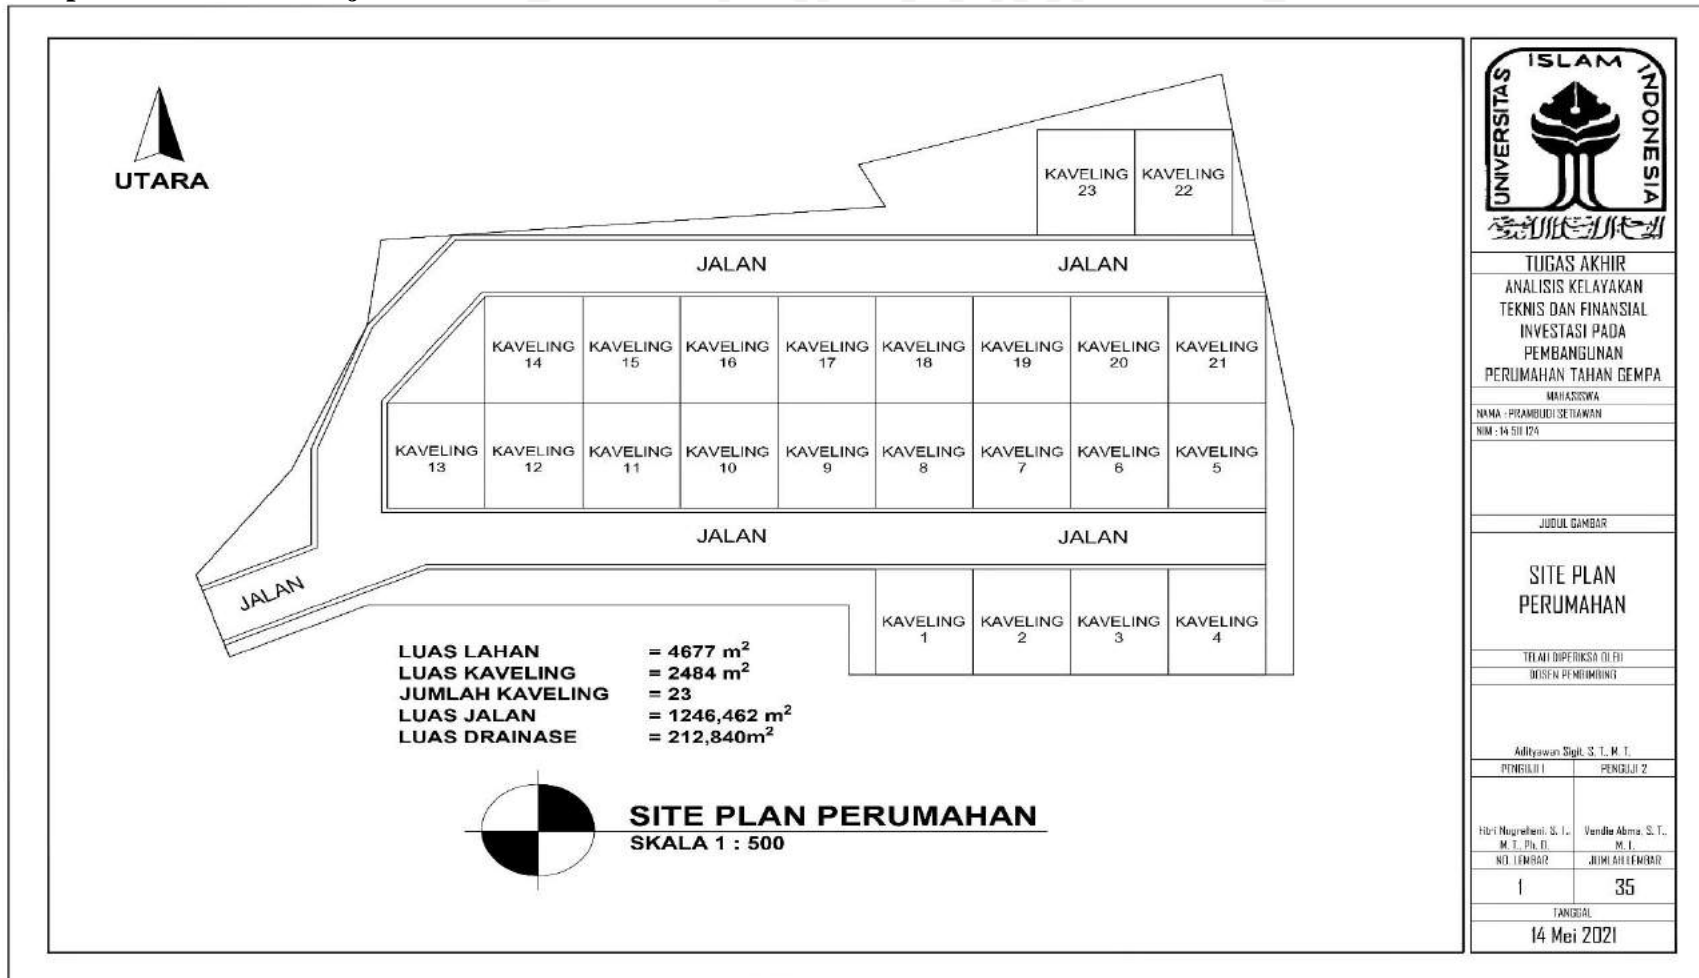 UTARA
KAVELING
23
KAVELING
22
JALAN
JALAN
KAVELING
14
KAVELING
15
KAVELING
16
KAVELING
17
KAVELING
18
KAVELING
19
KAVELING
20
KAVELING
21
KAVELING
13
KAVELING
12
KAVELING
11
KAVELING
10
KAVELING
9
KAVELING
8
KAVELING
7
KAVELING
6
KAVELING
5
JALAN
JALAN
JALAN
KAVELING
1
KAVELING
2
KAVELING
3
KAVELING
4
LUAS LAHAN = 4677 m²
LUAS KAVELING = 2484 m²
JUMLAH KAVELING = 23
LUAS JALAN = 1246,462 m²
LUAS DRAINASE = 212,840m²
SITE PLAN PERUMAHAN
SKALA 1 : 500
UNIVERSITAS ISLAM INDONESIA
TUGAS AKHIR
ANALISIS KELAYAKAN
TEKNIS DAN FINANSIAL
INVESTASI PADA
PEMBANGUNAN
PERUMAHAN TAHAN GEMPA
MAHASISWA
NAMA : PRAMBUDI SETIAWAN
NIM : 14 511 124
JUDUL GAMBAR
SITE PLAN
PERUMAHAN
TELAH DIPERIKSA OLEH
DOSEN PEMBIMBING
Adityawan Sigit, S. T., M. T.
PENGUJI 1
PENGUJI 2
Fitri Nugraheni, S. T.,
M. T., Ph. D.
Vendie Abma, S. T.,
M. T.
NO. LEMBAR
JUMLAH LEMBAR
1
35
TANGGAL
14 Mei 2021